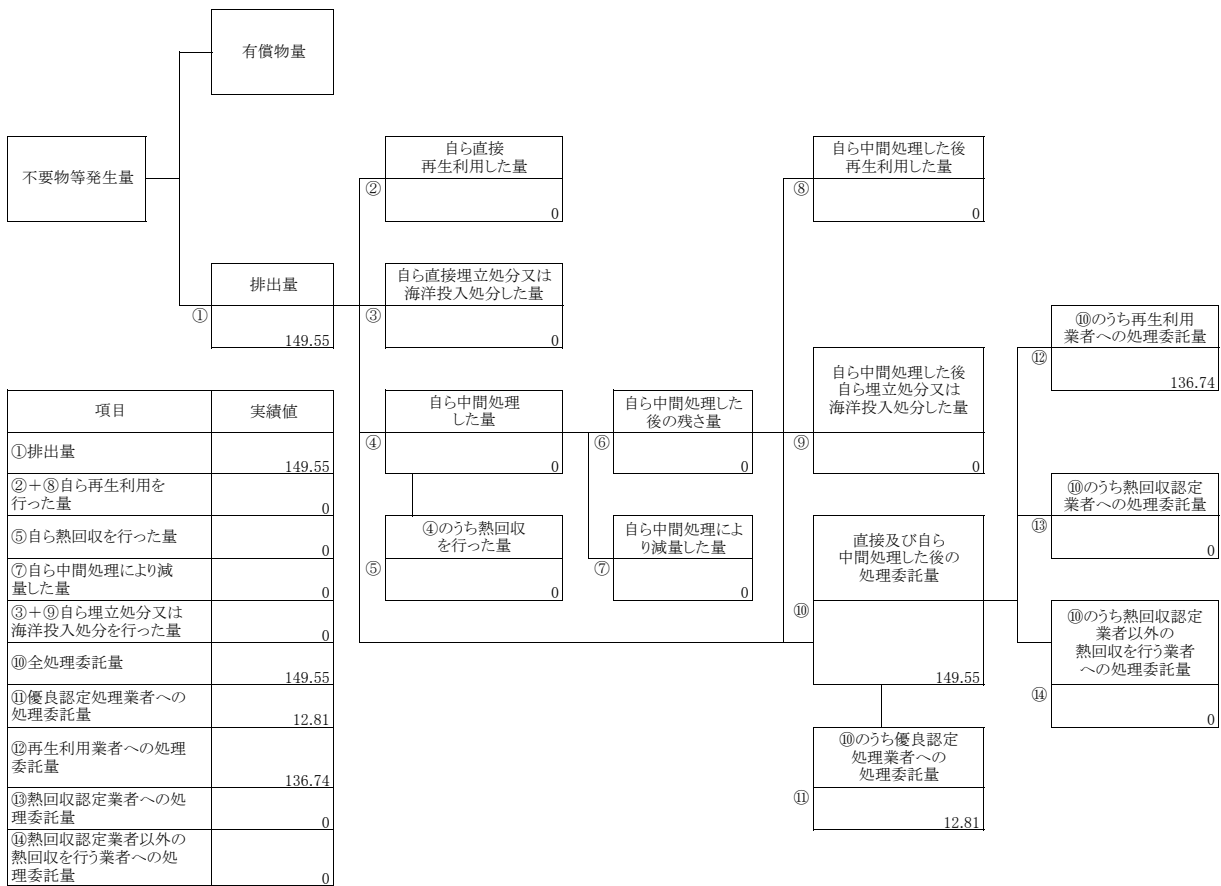 有償物量
不要物等発生量
排出量
①
149.55
自ら直接
再生利用した量
②
0
自ら直接埋立処分又は
海洋投入処分した量
③
0
自ら中間処理
した量
④
0
④のうち熱回収
を行った量
⑤
0
自ら中間処理した
後の残さ量
⑥
0
自ら中間処理によ
り減量した量
⑦
0
自ら中間処理した後
再生利用した量
⑧
0
自ら中間処理した後
自ら埋立処分又は
海洋投入処分した量
⑨
0
直接及び自ら
中間処理した後の
処理委託量
⑩
149.55
⑩のうち優良認定
処理業者への
処理委託量
⑪
12.81
⑩のうち再生利用
業者への処理委託量
⑫
136.74
⑩のうち熱回収認定
業者への処理委託量
⑬
0
⑩のうち熱回収認定
業者以外の
熱回収を行う業者
への処理委託量
⑭
0
項目 実績値
①排出量
149.55
②+⑧自ら再生利用を
行った量
0
⑤自ら熱回収を行った量
0
⑦自ら中間処理により減
量した量
0
③+⑨自ら埋立処分又は
海洋投入処分を行った量
0
⑩全処理委託量
149.55
⑪優良認定処理業者への
処理委託量
12.81
⑫再生利用業者への処理
委託量
136.74
⑬熱回収認定業者への処
理委託量
0
⑭熱回収認定業者以外の
熱回収を行う業者への処
理委託量
0